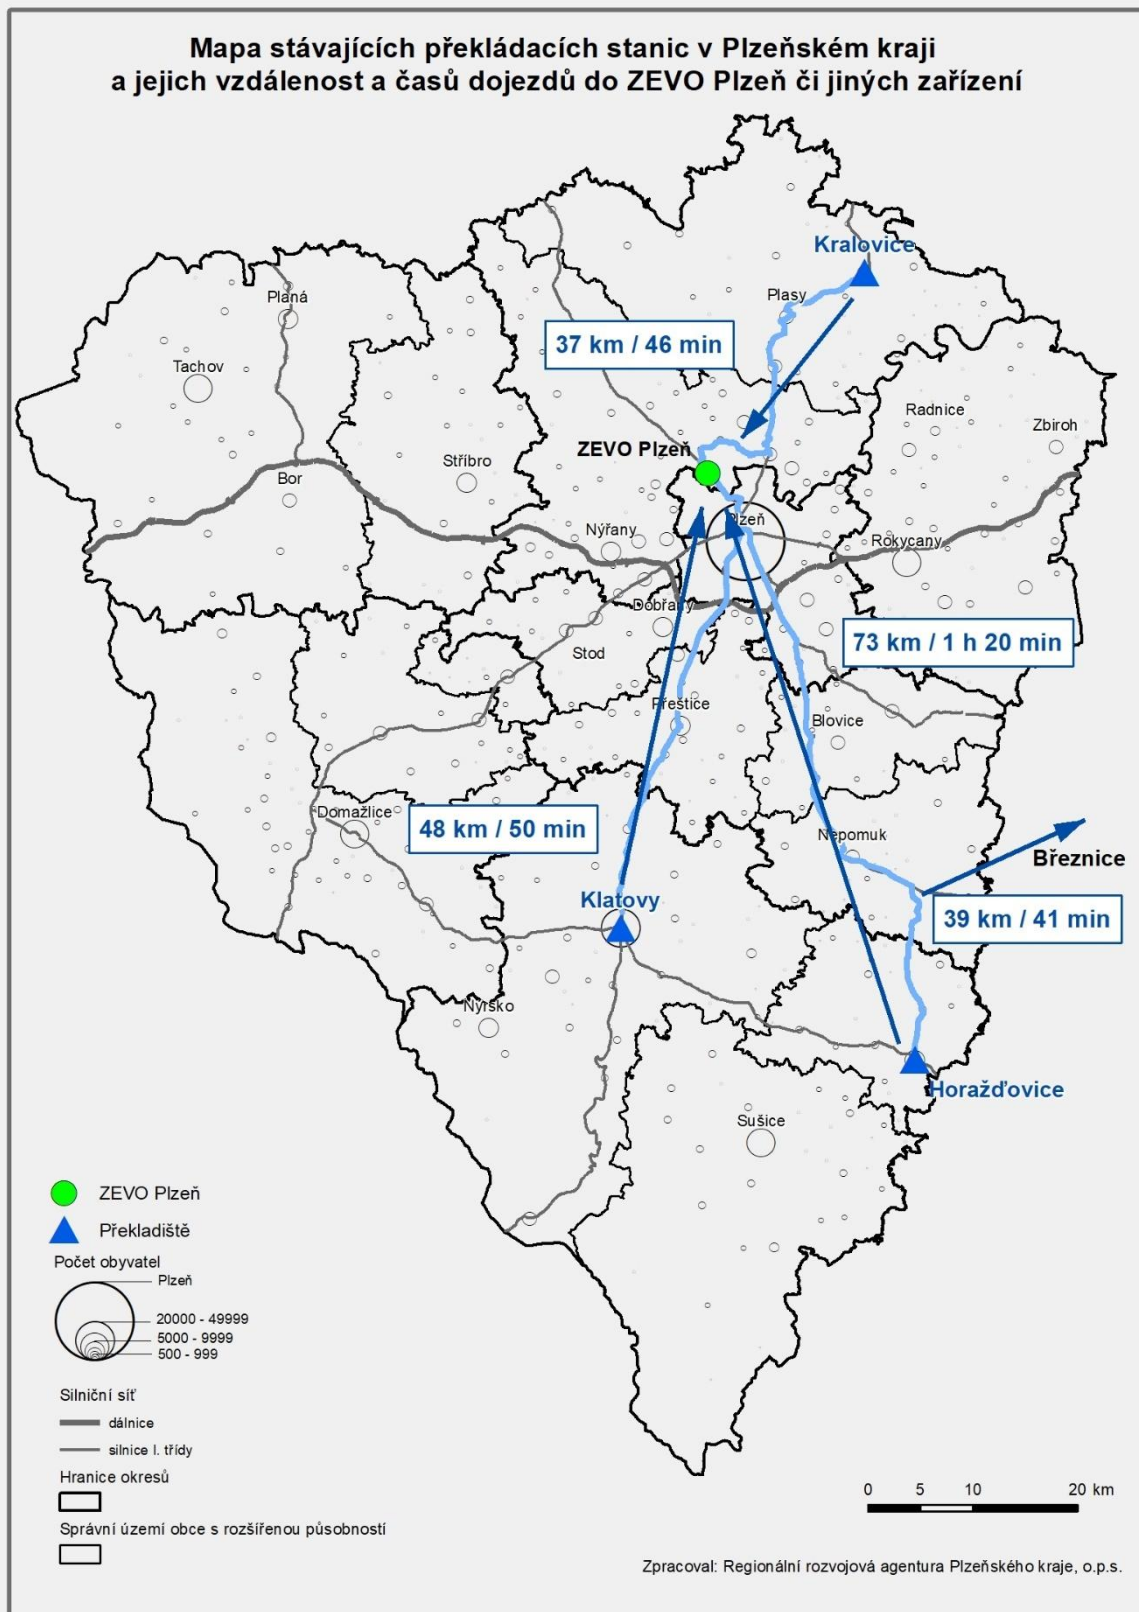 Mapa stávajících překládacích stanic v Plzeňském kraji
a jejich vzdálenost a časů dojezdů do ZEVO Plzeň či jiných zařízení
Kralovice
Planá
Plasy
37 km / 46 min
Tachov
Radnice
Zbiroh
ZEVO Plzeň
Stříbro
Bor
Plzeň
Nýřany
Rokycany
Dobřany
73 km / 1 h 20 min
Stod
Přeštice
Blovice
Domažlice
48 km / 50 min
Nepomuk
Březnice
Klatovy
39 km / 41 min
Nýrsko
Horažďovice
Sušice
ZEVO Plzeň
Překladiště
Počet obyvatel
Plzeň
20000 - 49999
5000 - 9999
500 - 999
Silniční síť
dálnice
silnice I. třídy
Hranice okresů
0 5 10 20 km
Správní území obce s rozšířenou působností
Zpracoval: Regionální rozvojová agentura Plzeňského kraje, o.p.s.